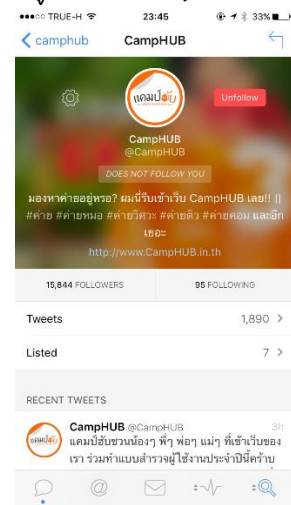 TRUE-H 23:45 33%
camphub CampHUB
แคมป์ฮับ
Unfollow
CampHUB
@CampHUB
DOES NOT FOLLOW YOU
มองหาค่ายอยู่หรอ? ผมนี่รีบเข้าเว็บ CampHUB เลย!! ||
#ค่าย #ค่ายหมอ #ค่ายวิศวะ #ค่ายติว #ค่ายคอม และอีก
เยอะ
http://www.CampHUB.in.th
15,844 FOLLOWERS 95 FOLLOWING
Tweets 1,890
Listed 7
RECENT TWEETS
แคมป์ฮับ
CampHUB @CampHUB 3h
แคมป์ฮับชวนน้องๆ พี่ๆ พ่อๆ แม่ๆ ที่เข้าเว็บของ
เรา ร่วมทำแบบสำรวจผู้ใช้งานประจำปีนี้คร้าบ